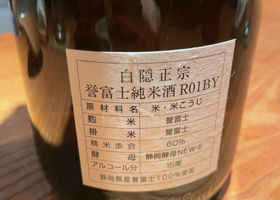 白隠正宗
誉富士純米酒 R01BY
原材料名 米・米こうじ
麹米 誉富士
掛米 誉富士
精米歩合 60%
酵母 静岡酵母NEW-5
アルコール分 15度
静岡県産誉富士100%使用